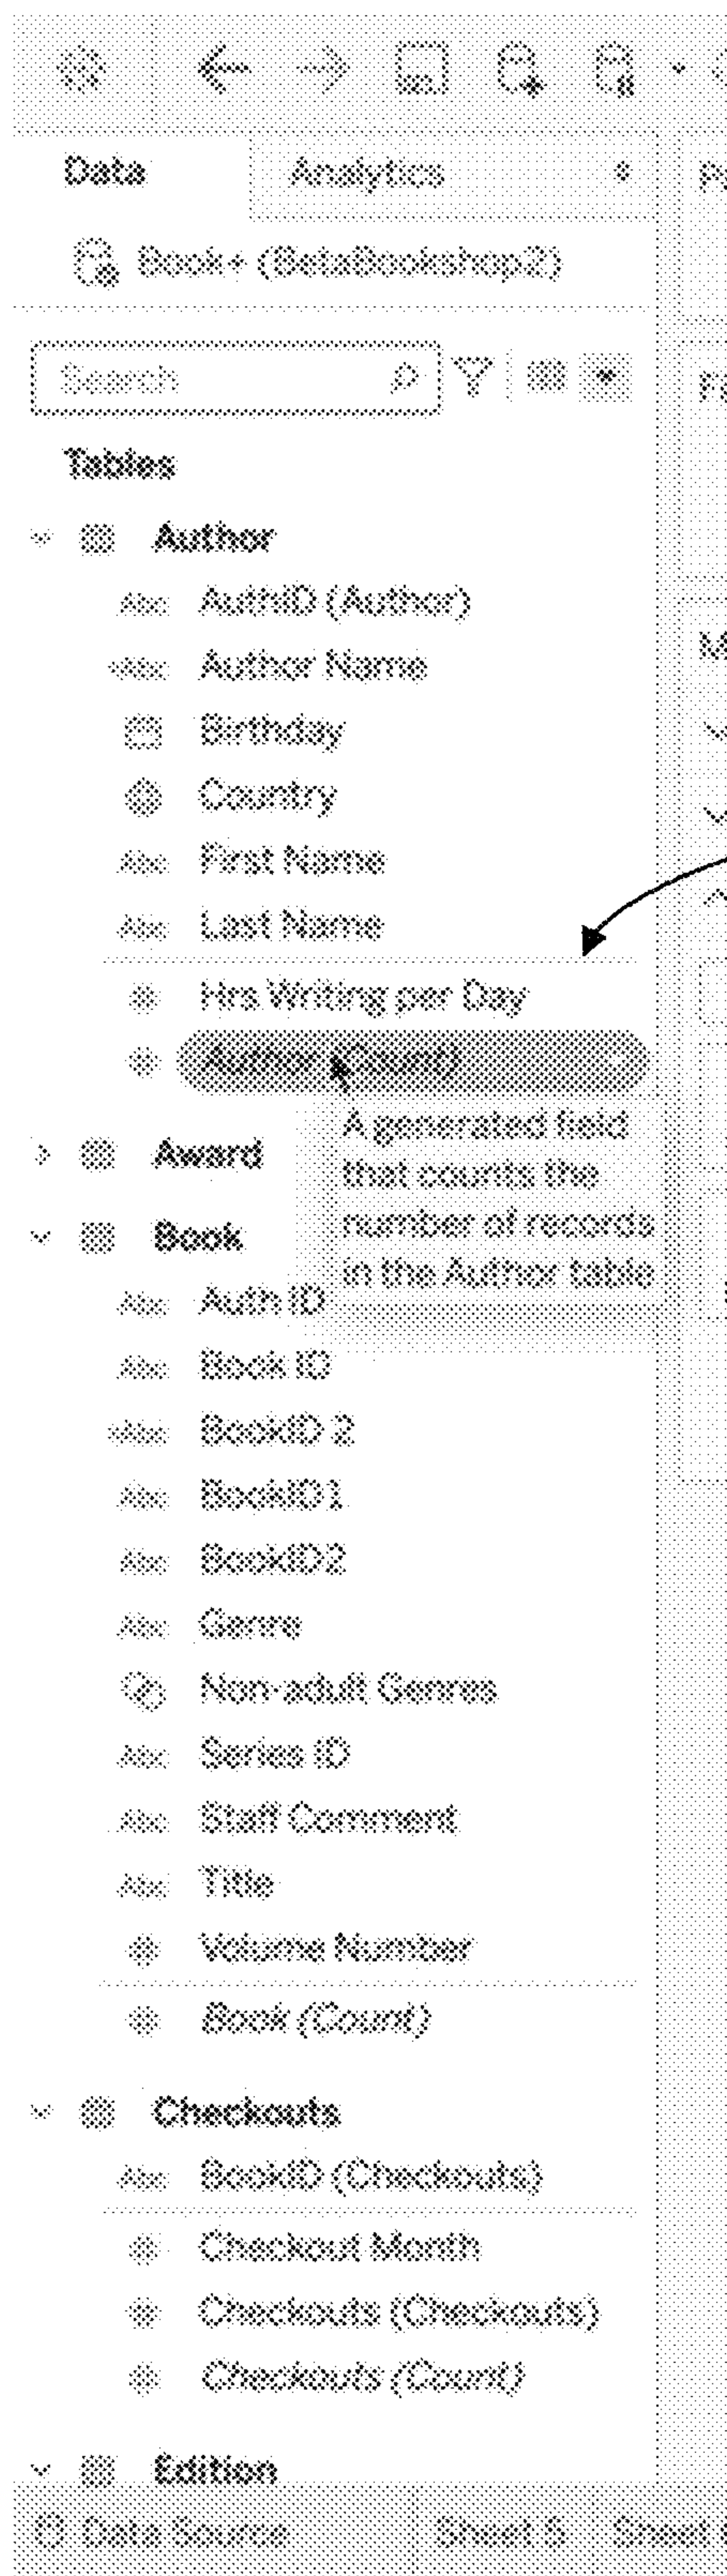 Data
Analytics
Book+ (BetaBookshop2)
Search
Tables
Author
AuthID (Author)
Author Name
Birthday
Country
First Name
Last Name
Hrs Writing per Day
Author (Count)
A generated field
that counts the
number of records
in the Author table
Award
Book
Auth ID
Book ID
BookID 2
BookID1
BookID2
Genre
Non-adult Genres
Series ID
Staff Comment
Title
Volume Number
Book (Count)
Checkouts
BookID (Checkouts)
Checkout Month
Checkouts (Checkouts)
Checkouts (Count)
Edition
Data Source
Sheet 5
Sheet